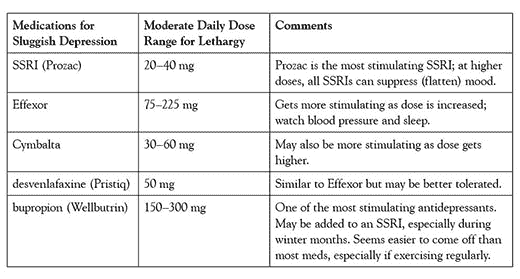 Medications for Sluggish Depression
Moderate Daily Dose Range for Lethargy
Comments
SSRI (Prozac)
20–40 mg
Prozac is the most stimulating SSRI; at higher
doses, all SSRIs can suppress (flatten) mood.
Effexor
75–225 mg
Gets more stimulating as dose is increased;
watch blood pressure and sleep.
Cymbalta
30–60 mg
May also be more stimulating as dose gets
higher.
desvenlafaxine (Pristiq)
50 mg
Similar to Effexor but may be better tolerated.
bupropion (Wellbutrin)
150–300 mg
One of the most stimulating antidepressants.
May be added to an SSRI, especially during
winter months. Seems easier to come off than
most meds, especially if exercising regularly.